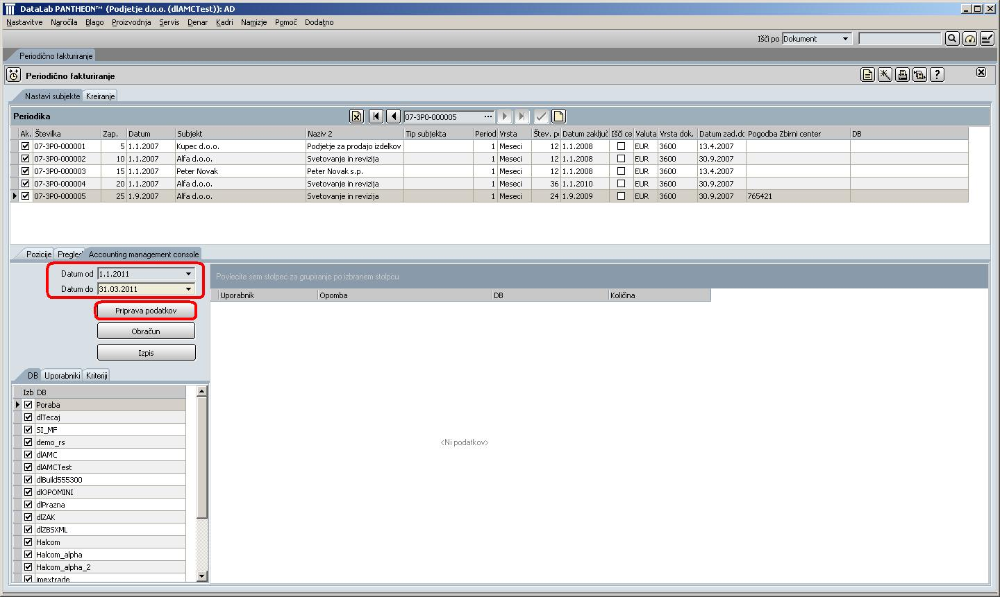 DataLab PANTHEON™ (Podjetje d.o.o. (dlAMCTest)): AD
Nastavitve Naročila Blago Proizvodnja Servis Denar Kadri Namizje Pomoč Dodatno
Išči po Dokument
Periodično fakturiranje
Periodično fakturiranje
Nastavi subjekte Kreiranje
Periodika 07-3P0-000005
Ak. Številka Zap. Datum Subjekt Naziv 2 Tip subjekta Period Vrsta Štev. p Datum zaključ Išči ce Valuta Vrsta dok. Datum zad.do Pogodba Zbirni center DB
07-3P0-000001 5 1.1.2007 Kupec d.o.o. Podjetje za prodajo izdelkov 1 Meseci 12 1.1.2008 EUR 3600 13.4.2007
07-3P0-000002 10 1.1.2007 Alfa d.o.o. Svetovanje in revizija 1 Meseci 12 1.1.2008 EUR 3600 30.9.2007
07-3P0-000003 15 1.1.2007 Peter Novak Peter Novak s.p. 1 Meseci 12 1.1.2008 EUR 3600 13.4.2007
07-3P0-000004 20 1.1.2007 Alfa d.o.o. Svetovanje in revizija 1 Meseci 36 1.1.2010 EUR 3600 30.9.2007
07-3P0-000005 25 1.9.2007 Alfa d.o.o. Svetovanje in revizija 1 Meseci 24 1.9.2009 EUR 3600 30.9.2007 765421
Pozicije Pregled Accounting management console
Datum od 1.1.2011
Datum do 31.03.2011
Priprava podatkov
Obračun
Izpis
Povlecite sem stolpec za grupiranje po izbranem stolpcu
Uporabnik Opomba DB Količina
<Ni podatkov>
DB Uporabniki Kriteriji
Izb DB
Poraba
dlTecaj
SI_MF
demo_rs
dlAMC
dlAMCTest
dlBuild555300
dlOPOMINI
dlPrazna
dlZAK
dlZBSXML
Halcom
Halcom_alpha
Halcom_alpha_2
imextrade